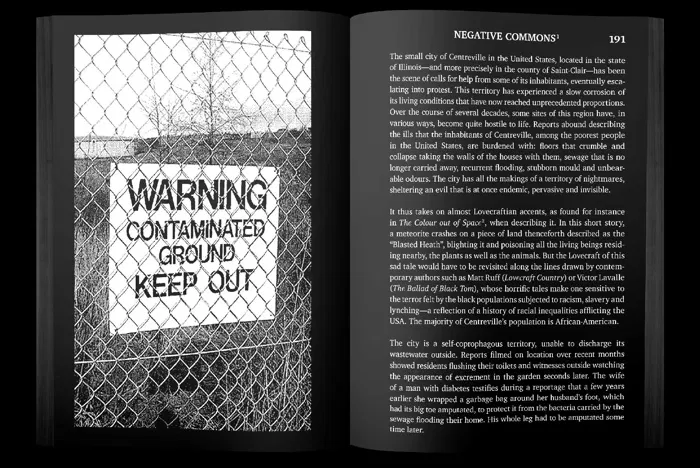 WARNING
CONTAMINATED
GROUND
KEEP OUT
NEGATIVE COMMONS¹ 191
The small city of Centreville in the United States, located in the state
of Illinois—and more precisely in the county of Saint-Clair—has been
the scene of calls for help from some of its inhabitants, eventually esca-
lating into protest. This territory has experienced a slow corrosion of
its living conditions that have now reached unprecedented proportions.
Over the course of several decades, some sites of this region have, in
various ways, become quite hostile to life. Reports abound describing
the ills that the inhabitants of Centreville, among the poorest people
in the United States, are burdened with: floors that crumble and
collapse taking the walls of the houses with them, sewage that is no
longer carried away, recurrent flooding, stubborn mould and unbear-
able odours. The city has all the makings of a territory of nightmares,
sheltering an evil that is at once endemic, pervasive and invisible.
It thus takes on almost Lovecraftian accents, as found for instance
in The Colour out of Space², when describing it. In this short story,
a meteorite crashes on a piece of land thenceforth described as the
“Blasted Heath”, blighting it and poisoning all the living beings resid-
ing nearby, the plants as well as the animals. But the Lovecraft of this
sad tale would have to be revisited along the lines drawn by contem-
porary authors such as Matt Ruff (Lovecraft Country) or Victor Lavalle
(The Ballad of Black Tom), whose horrific tales make one sensitive to
the terror felt by the black populations subjected to racism, slavery and
lynching—a reflection of a history of racial inequalities afflicting the
USA. The majority of Centreville’s population is African-American.
The city is a self-coprophagous territory, unable to discharge its
wastewater outside. Reports filmed on location over recent months
showed residents flushing their toilets and witnesses outside watching
the appearance of excrement in the garden seconds later. The wife
of a man with diabetes testifies during a reportage that a few years
earlier she wrapped a garbage bag around her husband’s foot, which
had its big toe amputated, to protect it from the bacteria carried by the
sewage flooding their home. His whole leg had to be amputated some
time later.